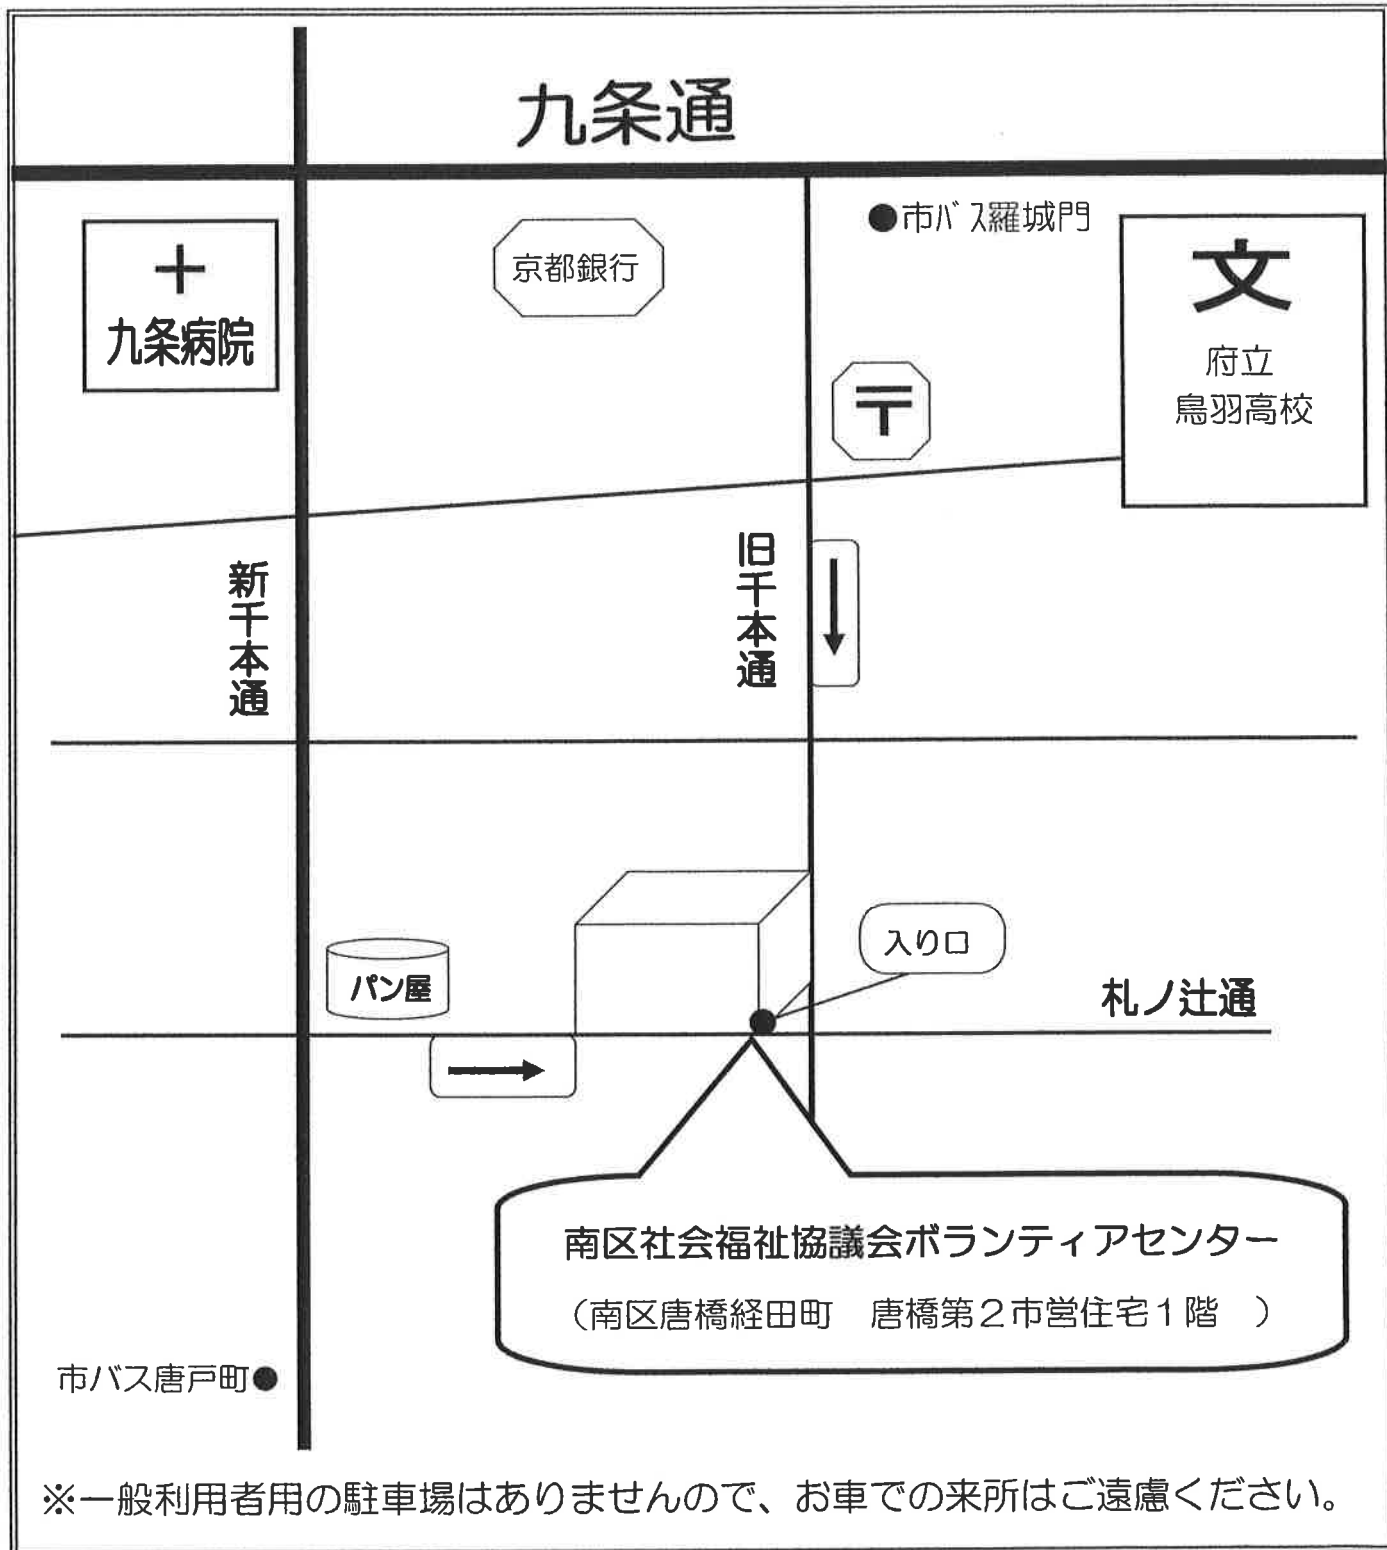 九条通
十
九条病院
京都銀行
●市バス羅城門
文
府立
鳥羽高校
〒
新千本通
旧千本通
パン屋
入り口
札ノ辻通
南区社会福祉協議会ボランティアセンター
（南区唐橋経田町　唐橋第２市営住宅１階　）
市バス唐戸町●
※一般利用者用の駐車場はありませんので、お車での来所はご遠慮ください。